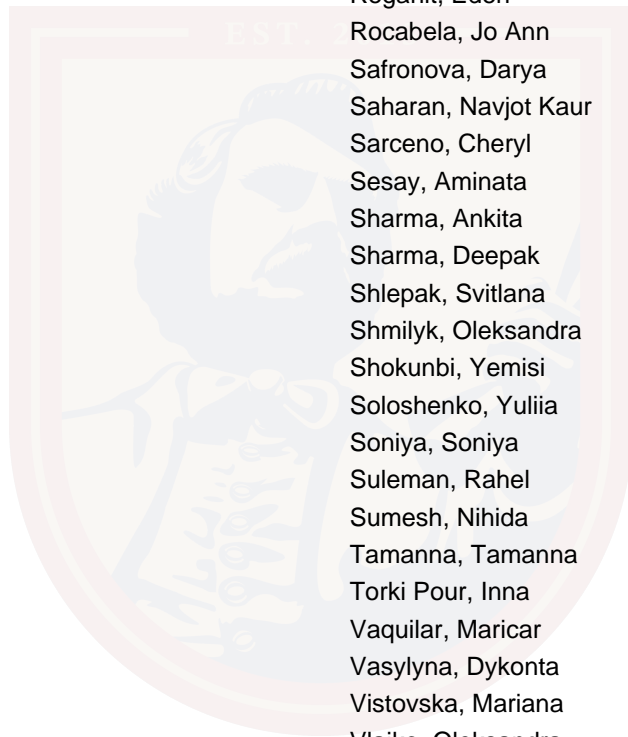 EST. 2
Rocabela, Jo Ann
Safronova, Darya
Saharan, Navjot Kaur
Sarceno, Cheryl
Sesay, Aminata
Sharma, Ankita
Sharma, Deepak
Shlepak, Svitlana
Shmilyk, Oleksandra
Shokunbi, Yemisi
Soloshenko, Yuliia
Soniya, Soniya
Suleman, Rahel
Sumesh, Nihida
Tamanna, Tamanna
Torki Pour, Inna
Vaquilar, Maricar
Vasylyna, Dykonta
Vistovska, Mariana